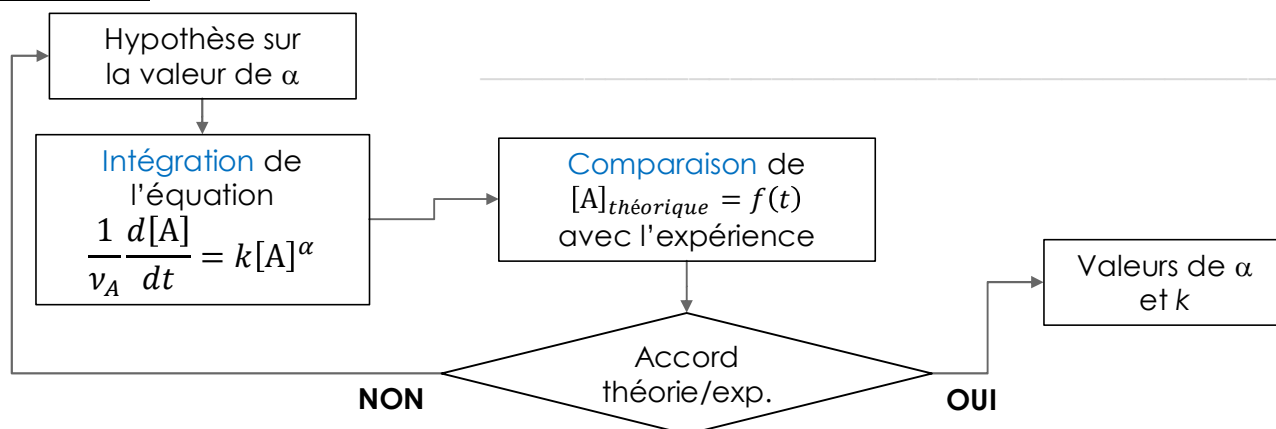 Hypothèse sur
la valeur de α
Intégration de
l’équation
1/ν_A d[A]/dt = k[A]^α
Comparaison de
[A]_théorique = f(t)
avec l’expérience
Accord
théorie/exp.
NON
OUI
Valeurs de α
et k